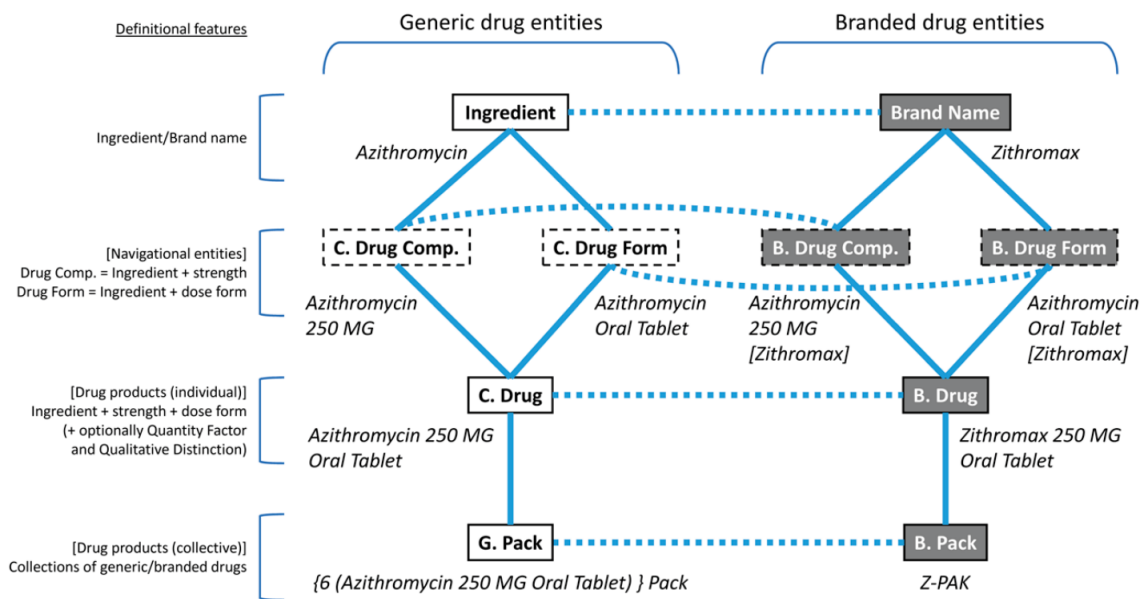 Definitional features
Generic drug entities
Branded drug entities
Ingredient/Brand name
Ingredient
Brand Name
Azithromycin
Zithromax
[Navigational entities]
Drug Comp. = Ingredient + strength
Drug Form = Ingredient + dose form
C. Drug Comp.
C. Drug Form
B. Drug Comp.
B. Drug Form
Azithromycin
250 MG
Azithromycin
Oral Tablet
Azithromycin
250 MG
[Zithromax]
Azithromycin
Oral Tablet
[Zithromax]
[Drug products (individual)]
Ingredient + strength + dose form
(+ optionally Quantity Factor
and Qualitative Distinction)
C. Drug
B. Drug
Azithromycin 250 MG
Oral Tablet
Zithromax 250 MG
Oral Tablet
[Drug products (collective)]
Collections of generic/branded drugs
G. Pack
B. Pack
{6 (Azithromycin 250 MG Oral Tablet) } Pack
Z-PAK